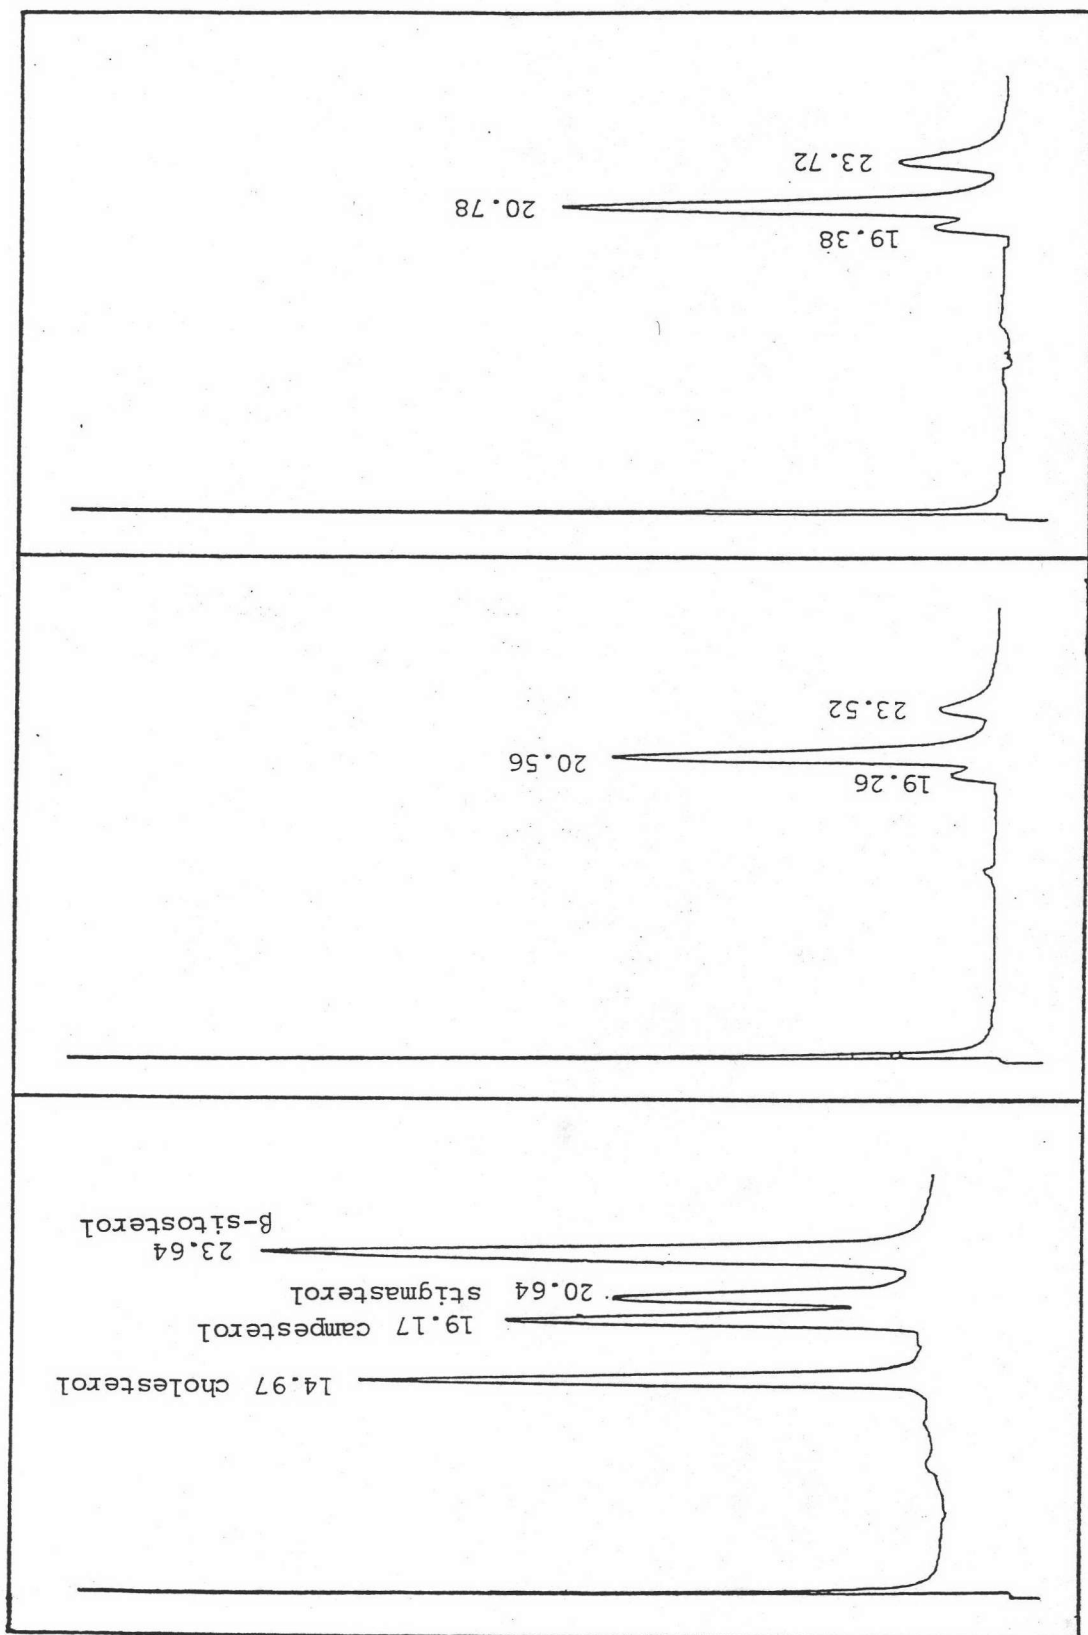 14.97 cholesterol
19.17 campesterol
20.64 stigmasterol
23.64
β-sitosterol
19.26
20.56
23.52
19.38
20.78
23.72